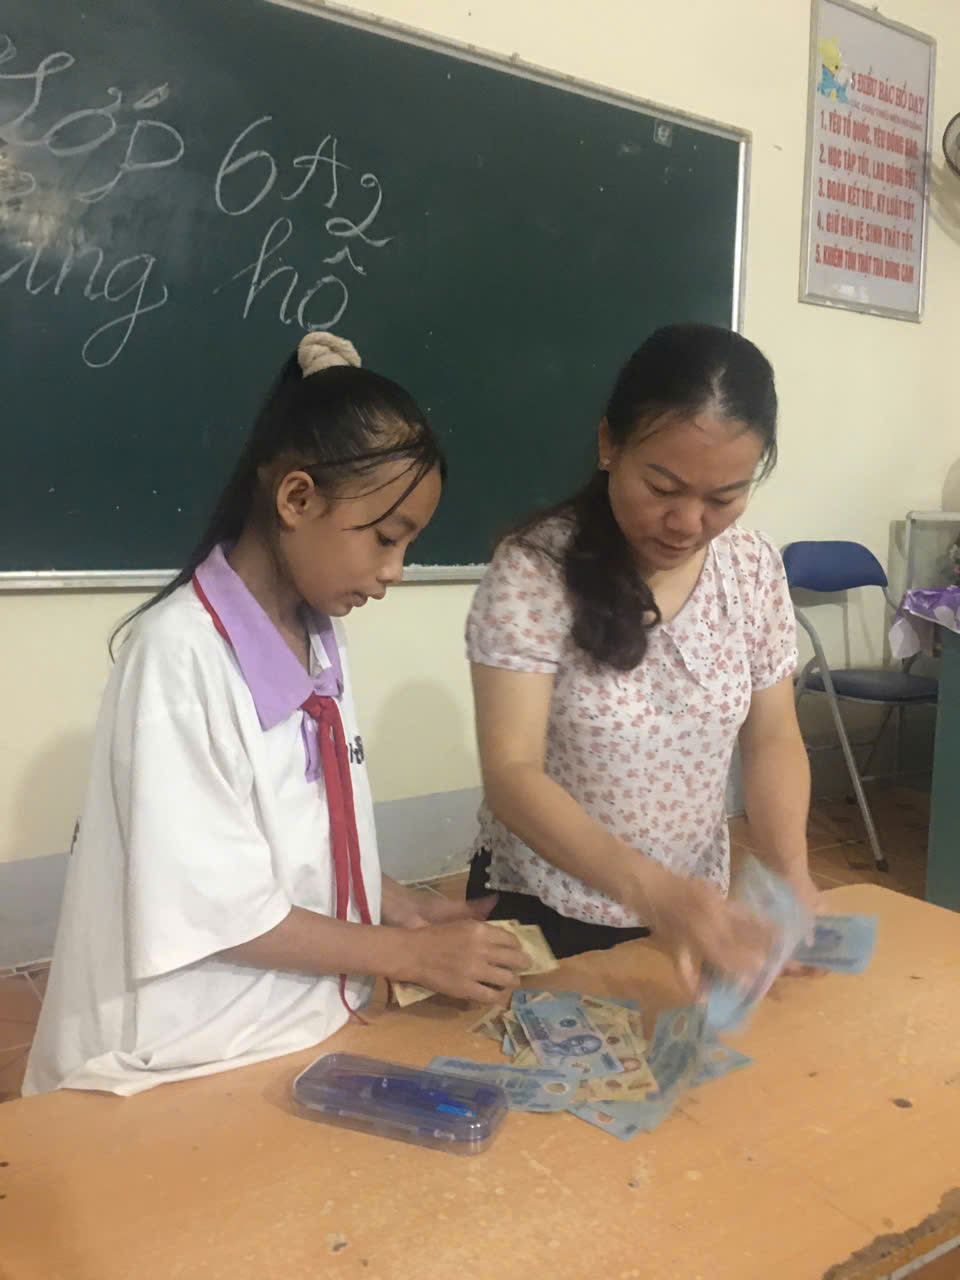 Lớp 6A2
ủng hộ
5 ĐIỀU BÁC HỒ DẠY
1. YÊU TỔ QUỐC, YÊU ĐỒNG BÀO.
2. HỌC TẬP TỐT, LAO ĐỘNG TỐT.
3. ĐOÀN KẾT TỐT, KỶ LUẬT TỐT.
4. GIỮ GÌN VỆ SINH THẬT TỐT.
5. KHIÊM TỐN THẬT THÀ DŨNG CẢM